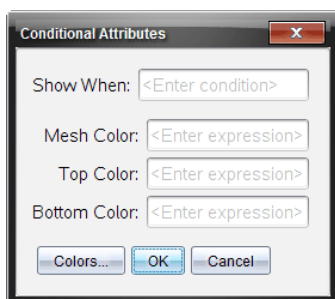 Conditional Attributes
Show When: <Enter condition>
Mesh Color: <Enter expression>
Top Color: <Enter expression>
Bottom Color: <Enter expression>
Colors... OK Cancel